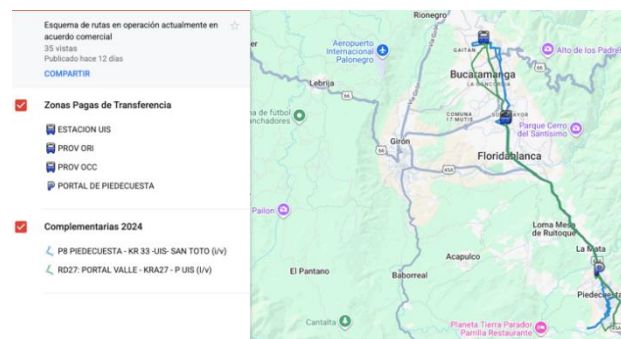 Esquema de rutas en operación actualmente en
acuerdo comercial
35 vistas
Publicado hace 12 días
COMPARTIR
Zonas Pagas de Transferencia
ESTACION UIS
PROV ORI
PROV OCC
PORTAL DE PIEDECUESTA
Complementarias 2024
P8 PIEDECUESTA - KR 33 -UIS- SAN TOTO (i/v)
RD27: PORTAL VALLE - KRA27 - P UIS (I/v)
Rionegro
GAITAN
Aeropuerto
Internacional
Palonegro
Alto de los Padres
Bucaramanga
LA CONCORDIA
Lebrija
COMUNA
17 MUTIS
Parque Cerro
del Santísimo
Girón
Floridablanca
Loma Mesa
de Ruitoque
Acapulco
La Mata
El Pantano
Baborreal
Piedecuesta
Cantalta
Planeta Tierra Parador
Parrilla Restaurante